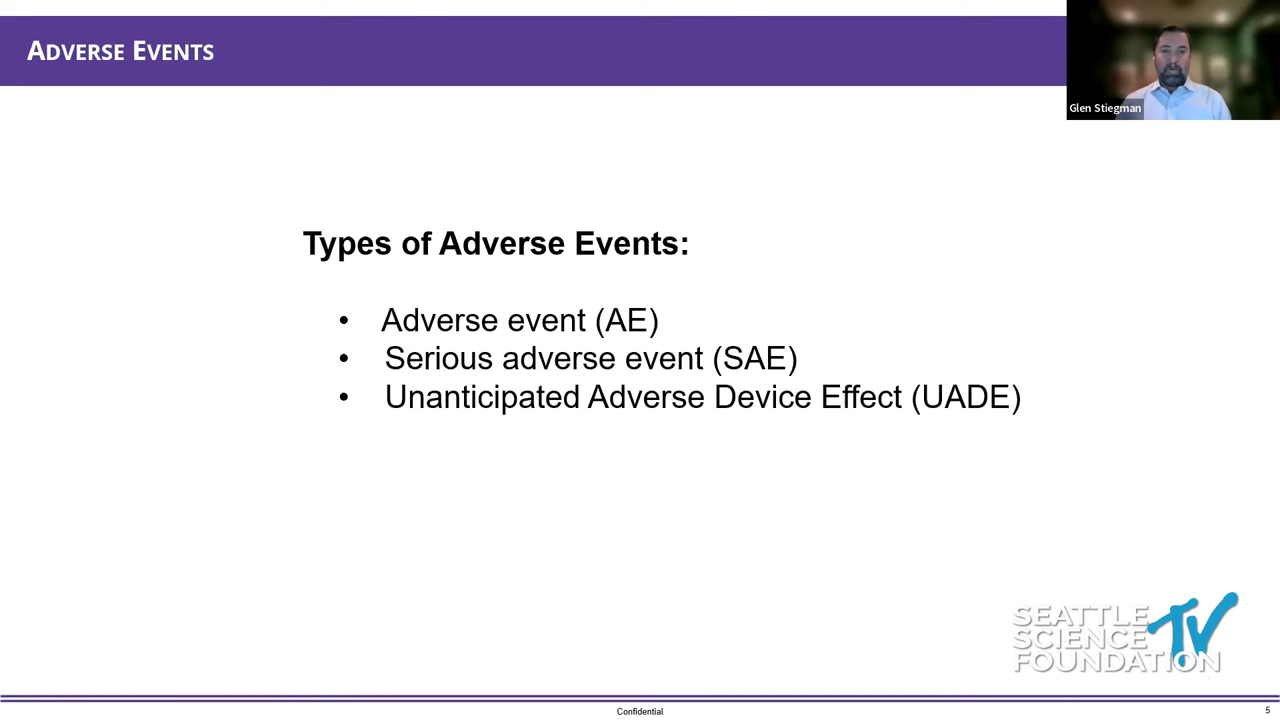 ADVERSE EVENTS
Glen Stiegman
Types of Adverse Events:
• Adverse event (AE)
• Serious adverse event (SAE)
• Unanticipated Adverse Device Effect (UADE)
SEATTLE
SCIENCE
FOUNDATION
TV
Confidential
5